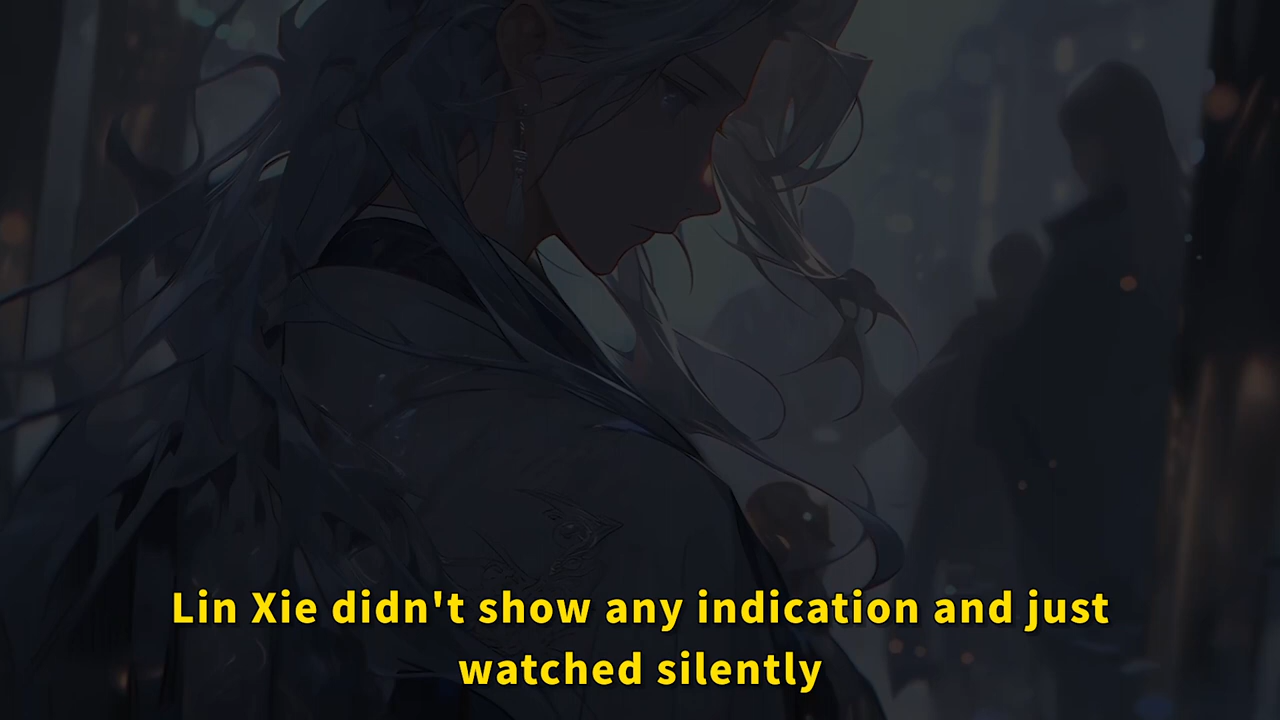 Lin Xie didn't show any indication and just
watched silently